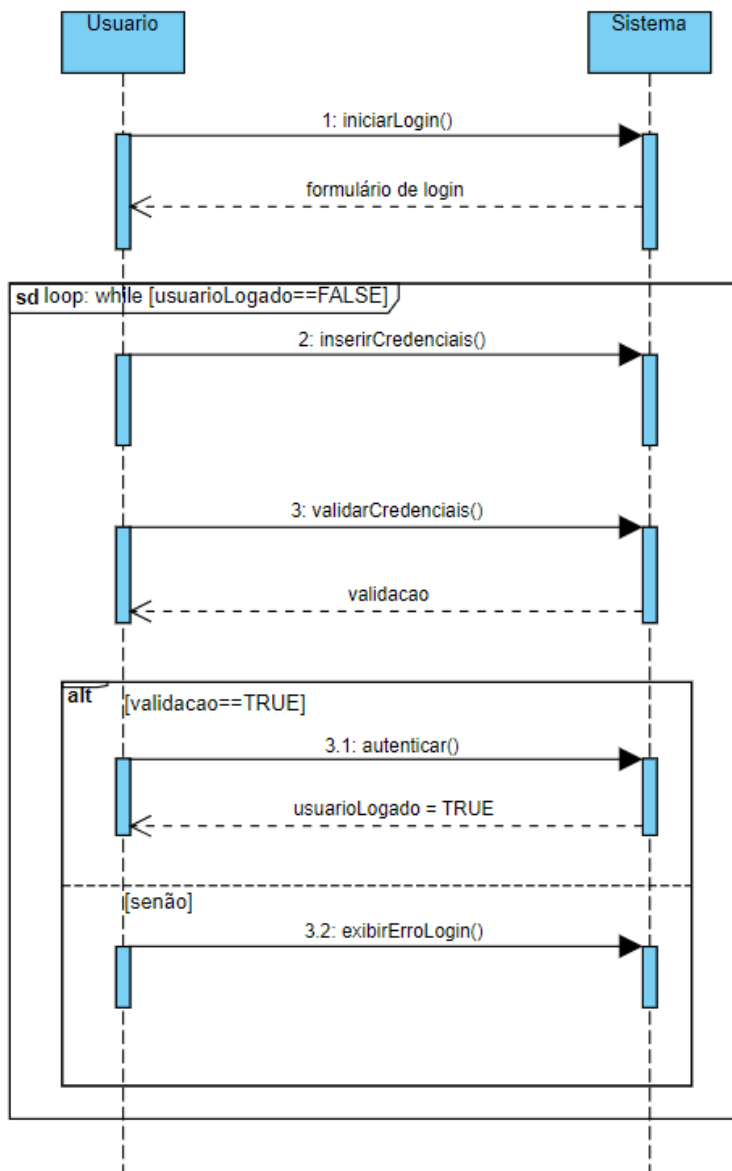 Usuario
Sistema
1: iniciarLogin()
formulário de login
sd loop: while [usuarioLogado==FALSE]
2: inserirCredenciais()
3: validarCredenciais()
validacao
alt
[validacao==TRUE]
3.1: autenticar()
usuarioLogado = TRUE
[senão]
3.2: exibirErroLogin()